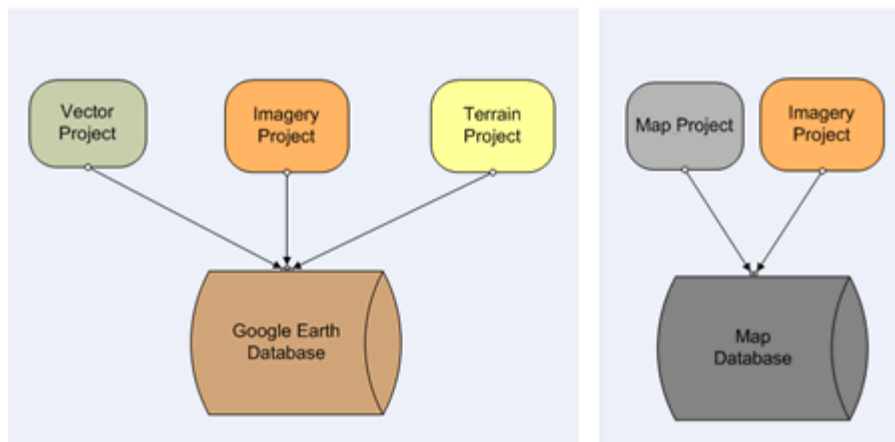 Vector
Project
Imagery
Project
Terrain
Project
Google Earth
Database
Map Project
Imagery
Project
Map
Database